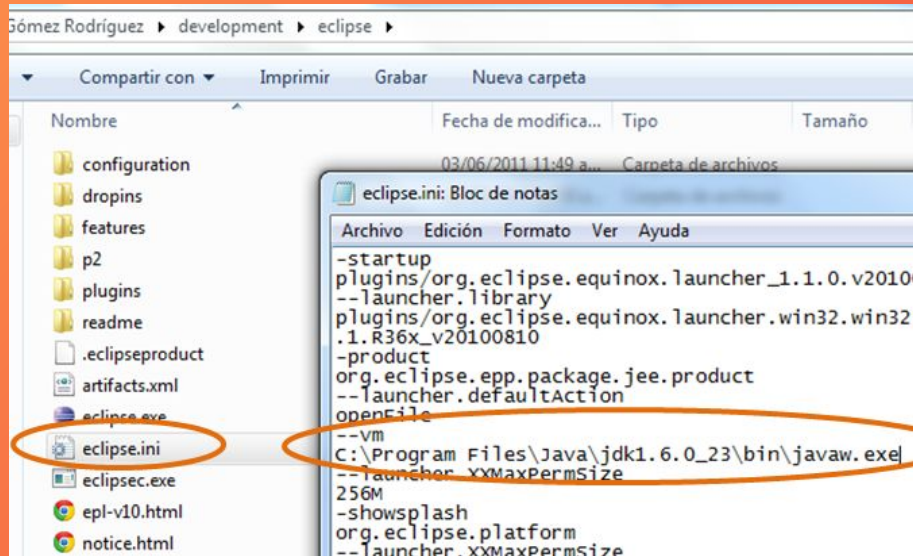 Gómez Rodríguez ▸ development ▸ eclipse ▸
Compartir con Imprimir Grabar Nueva carpeta
Nombre Fecha de modifica... Tipo Tamaño
configuration 03/06/2011 11:49 a... Carpeta de archivos
dropins
features
p2
plugins
readme
.eclipseproduct
artifacts.xml
eclipse.exe
eclipse.ini
eclipsec.exe
epl-v10.html
notice.html
eclipse.ini: Bloc de notas
Archivo Edición Formato Ver Ayuda
-startup
plugins/org.eclipse.equinox.launcher_1.1.0.v2010
--launcher.library
plugins/org.eclipse.equinox.launcher.win32.win32
.1.R36x_v20100810
-product
org.eclipse.epp.package.jee.product
--launcher.defaultAction
openFile
--vm
C:\Program Files\Java\jdk1.6.0_23\bin\javaw.exe
--launcher.XXMaxPermSize
256M
-showsplash
org.eclipse.platform
--launcher.XXMaxPermSize